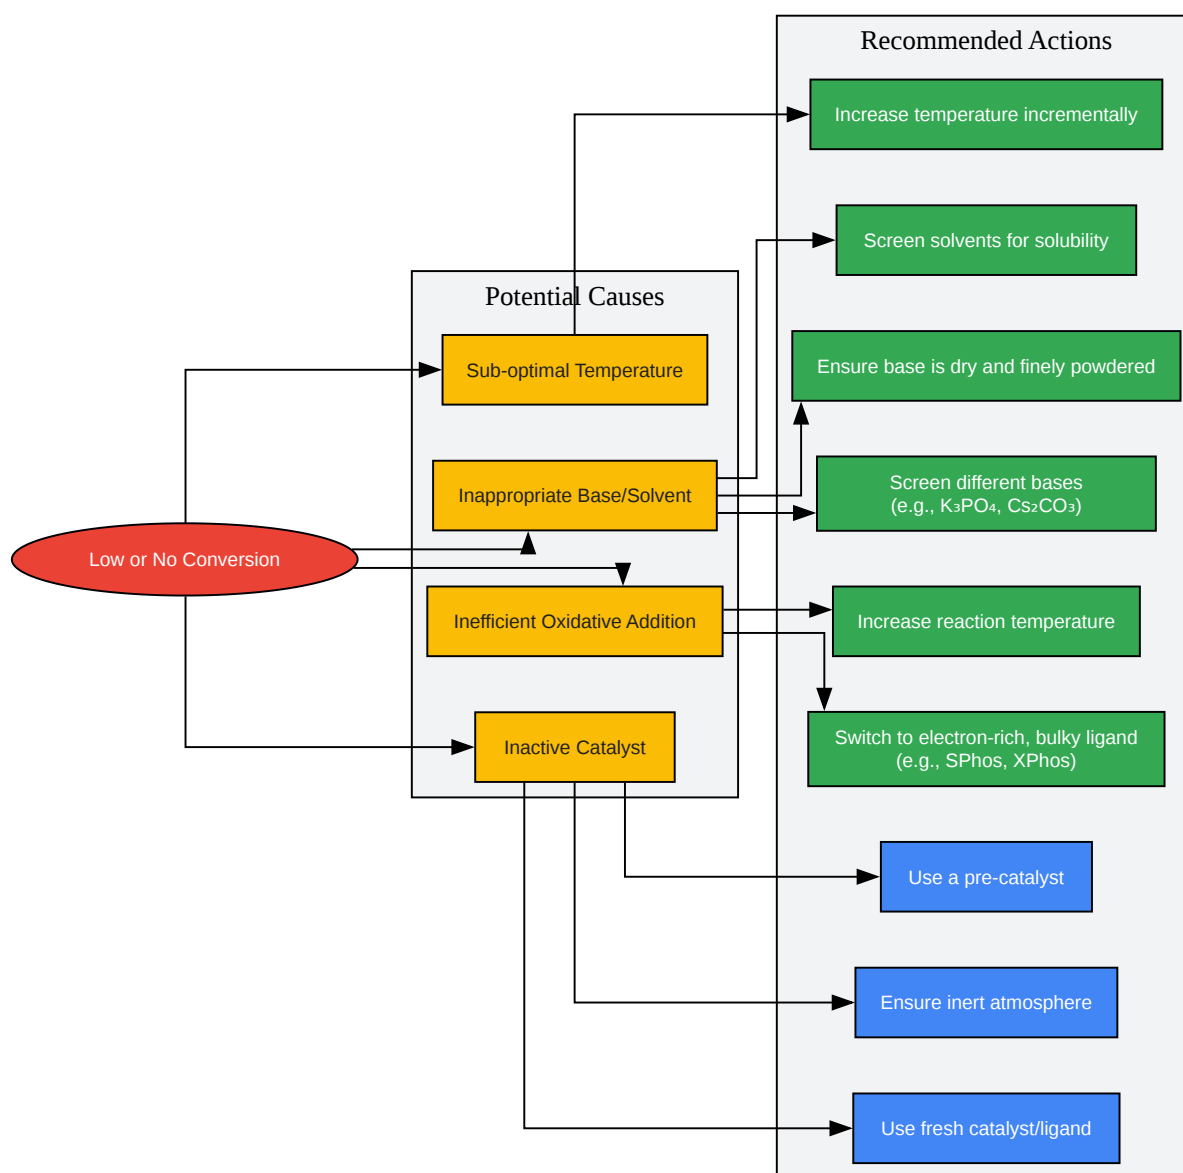 Recommended Actions
Increase temperature incrementally
Screen solvents for solubility
Potential Causes
Sub-optimal Temperature
Ensure base is dry and finely powdered
Inappropriate Base/Solvent
Screen different bases
(e.g., K₃PO₄, Cs₂CO₃)
Low or No Conversion
Inefficient Oxidative Addition
Increase reaction temperature
Inactive Catalyst
Switch to electron-rich, bulky ligand
(e.g., SPhos, XPhos)
Use a pre-catalyst
Ensure inert atmosphere
Use fresh catalyst/ligand